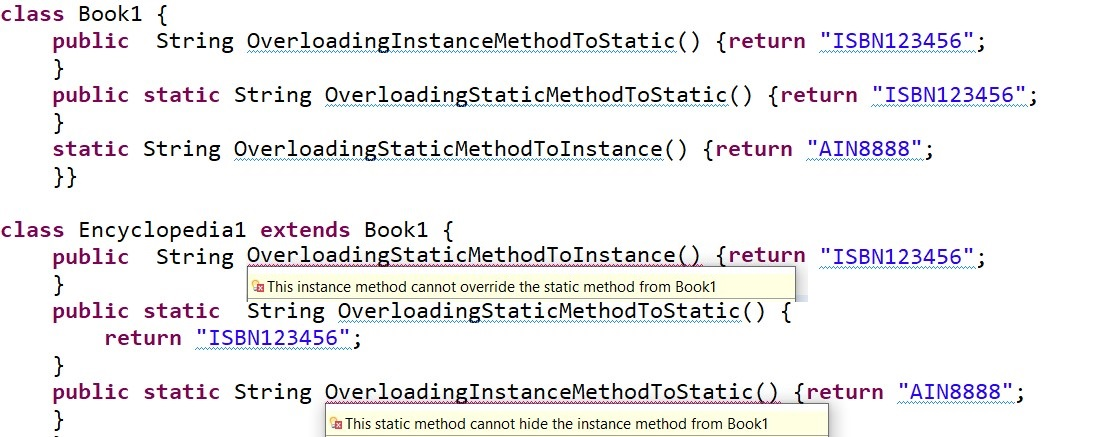 class Book1 {
public String OverloadingInstanceMethodToStatic() {return "ISBN123456";
}
public static String OverloadingStaticMethodToStatic() {return "ISBN123456";
}
static String OverloadingStaticMethodToInstance() {return "AIN8888";
}}
class Encyclopedia1 extends Book1 {
public String OverloadingStaticMethodToInstance() {return "ISBN123456";
}
This instance method cannot override the static method from Book1
public static String OverloadingStaticMethodToStatic() {
return "ISBN123456";
}
public static String OverloadingInstanceMethodToStatic() {return "AIN8888";
}
This static method cannot hide the instance method from Book1